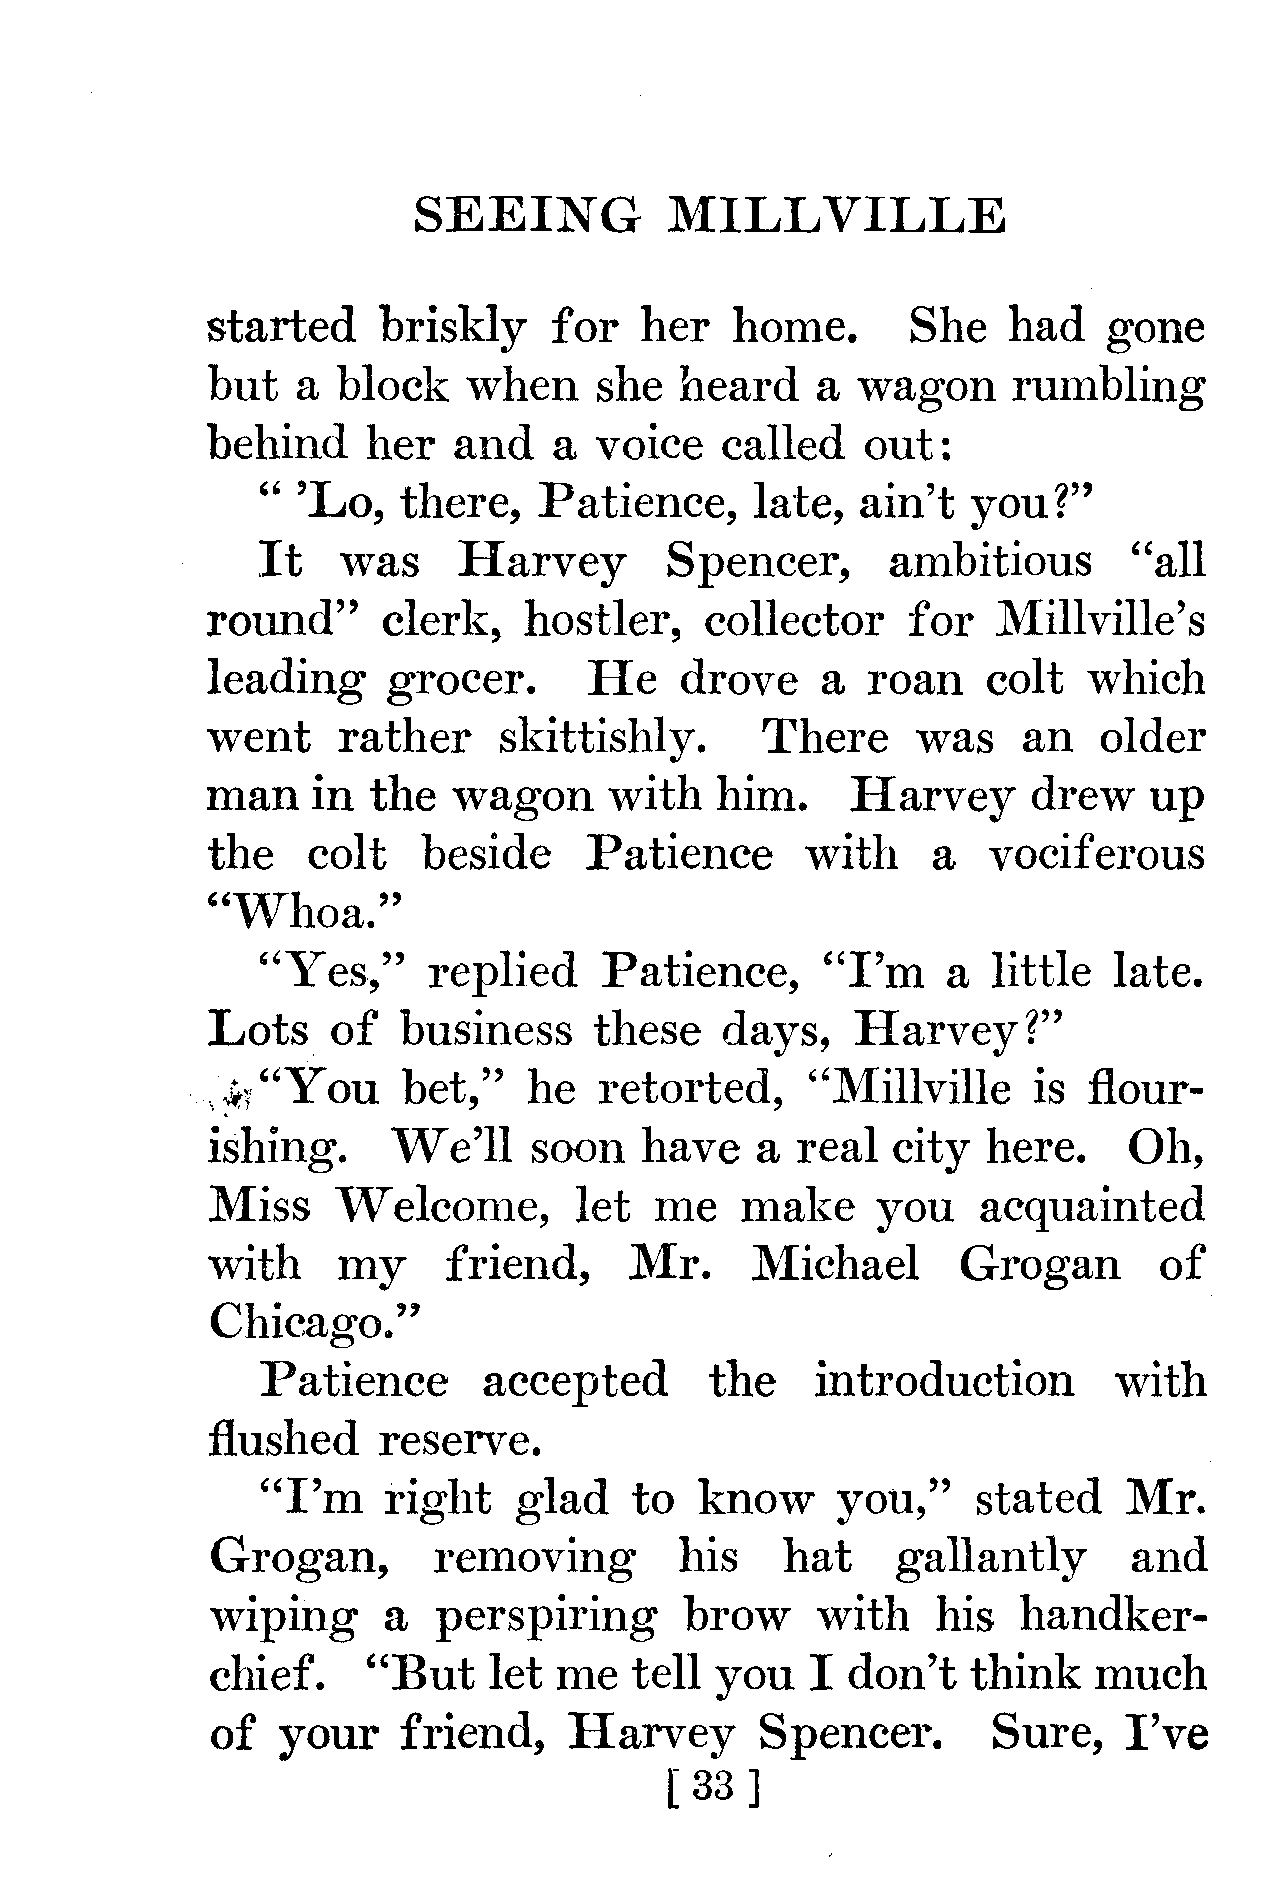 SEEING MILLVILLE
started briskly for her home. She had gone
but a block when she heard a wagon rumbling
behind her and a voice called out:
“ ’Lo, there, Patience, late, ain’t you?”
It was Harvey Spencer, ambitious “all
round” clerk, hostler, collector for Millville’s
leading grocer. He drove a roan colt which
went rather skittishly. There was an older
man in the wagon with him. Harvey drew up
the colt beside Patience with a vociferous
“Whoa.”
“Yes,” replied Patience, “I’m a little late.
Lots of business these days, Harvey?”
“You bet,” he retorted, “Millville is flour-
ishing. We’ll soon have a real city here. Oh,
Miss Welcome, let me make you acquainted
with my friend, Mr. Michael Grogan of
Chicago.”
Patience accepted the introduction with
flushed reserve.
“I’m right glad to know you,” stated Mr.
Grogan, removing his hat gallantly and
wiping a perspiring brow with his handker-
chief. “But let me tell you I don’t think much
of your friend, Harvey Spencer. Sure, I’ve
[ 33 ]